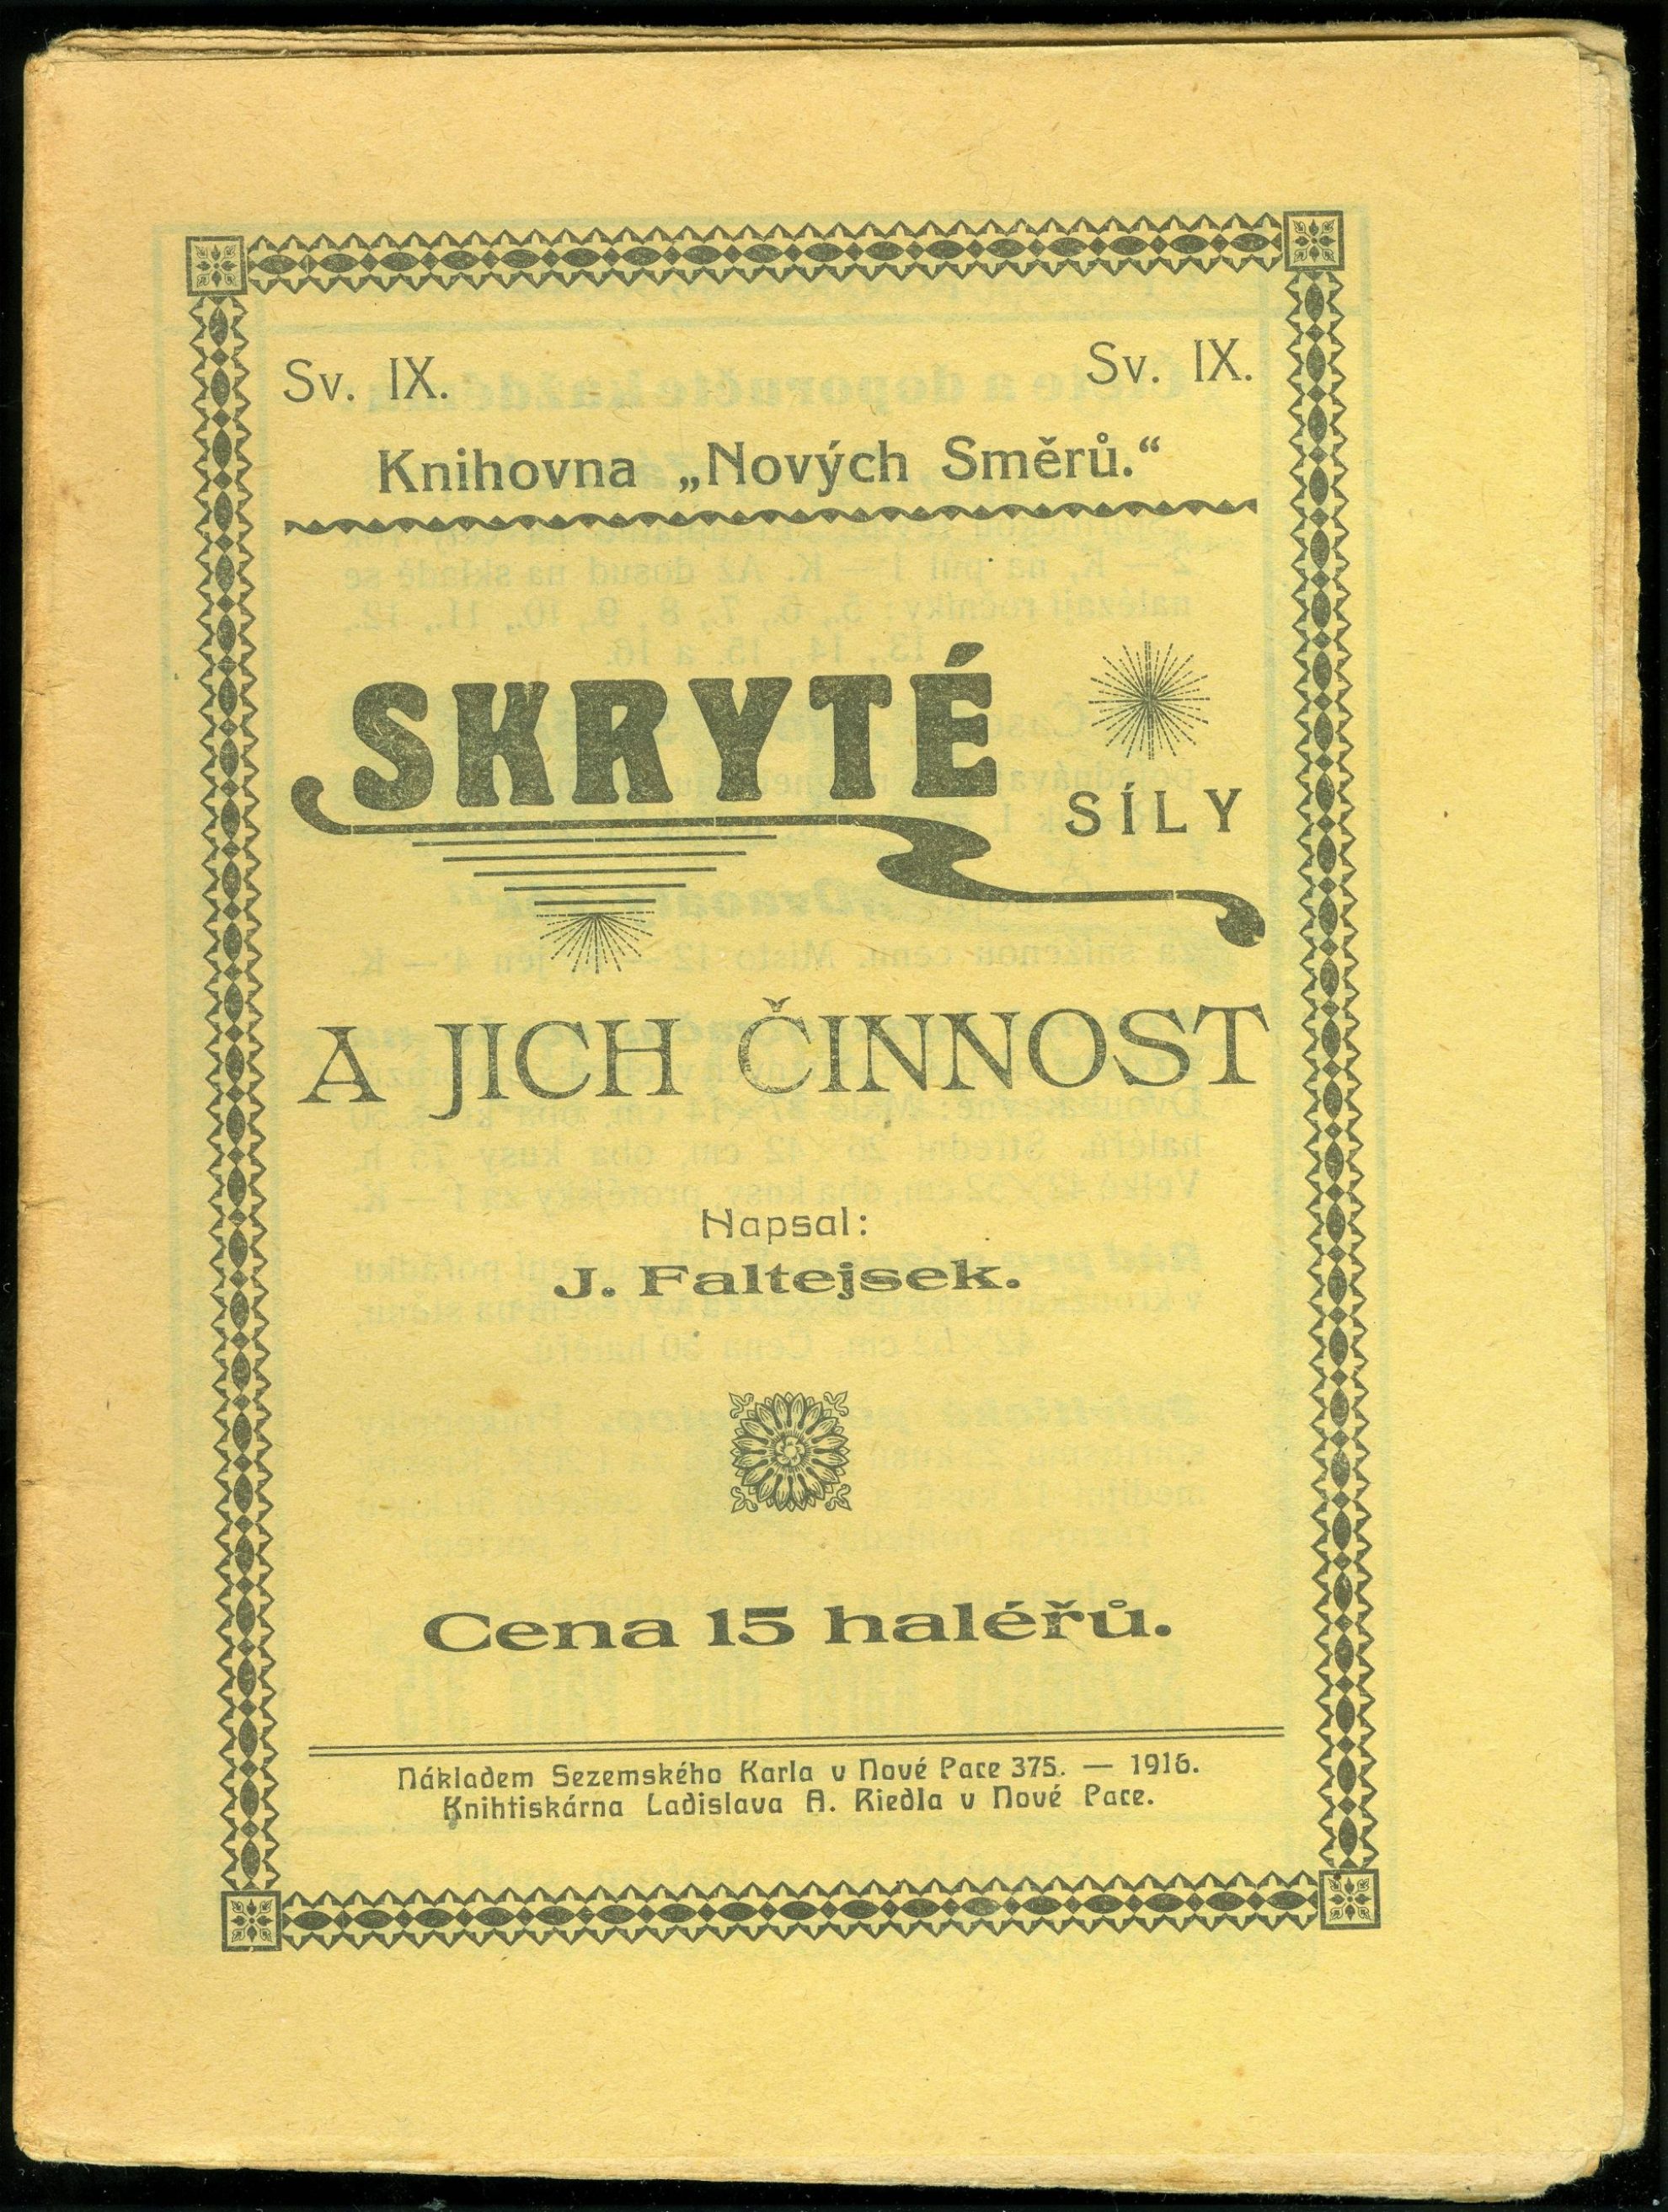 Sv. IX. Sv. IX.
Knihovna „Nových Směrů.“
SKRYTÉ
SÍLY
A JICH ČINNOST
Napsal:
J. Faltejsek.
Cena 15 haléřů.
Nákladem Sezemského Karla v Nové Pace 375. — 1916.
Knihtiskárna Ladislava A. Riedla v Nové Pace.